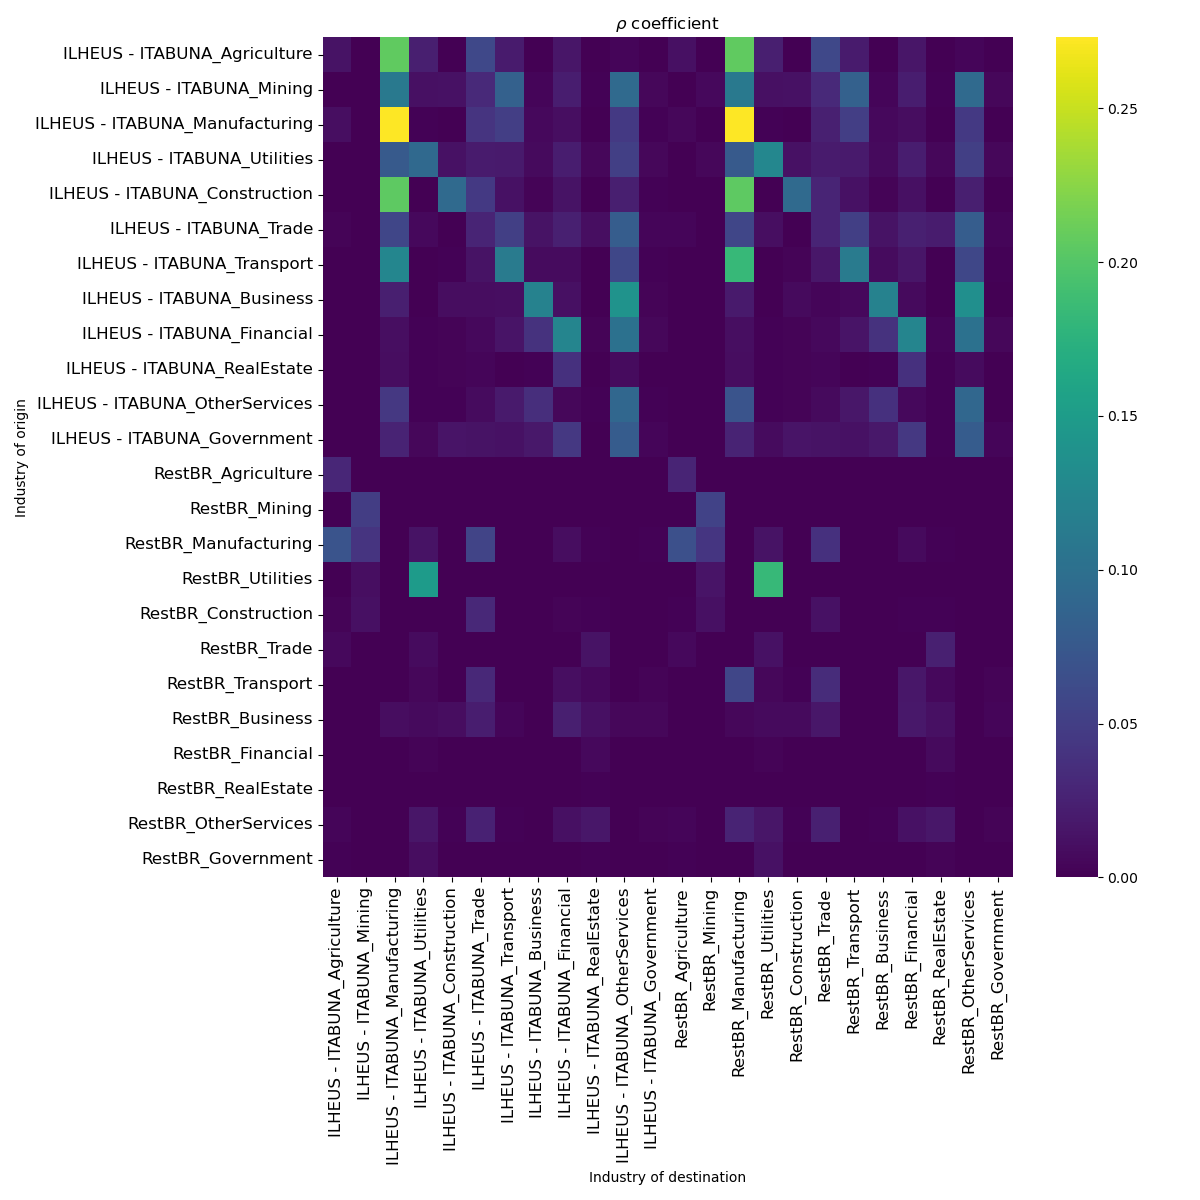 ρ coefficient
ILHEUS - ITABUNA_Agriculture
ILHEUS - ITABUNA_Mining
ILHEUS - ITABUNA_Manufacturing
ILHEUS - ITABUNA_Utilities
ILHEUS - ITABUNA_Construction
ILHEUS - ITABUNA_Trade
ILHEUS - ITABUNA_Transport
ILHEUS - ITABUNA_Business
ILHEUS - ITABUNA_Financial
ILHEUS - ITABUNA_RealEstate
ILHEUS - ITABUNA_OtherServices
ILHEUS - ITABUNA_Government
RestBR_Agriculture
RestBR_Mining
RestBR_Manufacturing
RestBR_Utilities
RestBR_Construction
RestBR_Trade
RestBR_Transport
RestBR_Business
RestBR_Financial
RestBR_RealEstate
RestBR_OtherServices
RestBR_Government
Industry of origin
ILHEUS - ITABUNA_Agriculture
ILHEUS - ITABUNA_Mining
ILHEUS - ITABUNA_Manufacturing
ILHEUS - ITABUNA_Utilities
ILHEUS - ITABUNA_Construction
ILHEUS - ITABUNA_Trade
ILHEUS - ITABUNA_Transport
ILHEUS - ITABUNA_Business
ILHEUS - ITABUNA_Financial
ILHEUS - ITABUNA_RealEstate
ILHEUS - ITABUNA_OtherServices
ILHEUS - ITABUNA_Government
RestBR_Agriculture
RestBR_Mining
RestBR_Manufacturing
RestBR_Utilities
RestBR_Construction
RestBR_Trade
RestBR_Transport
RestBR_Business
RestBR_Financial
RestBR_RealEstate
RestBR_OtherServices
RestBR_Government
Industry of destination
0.25
0.20
0.15
0.10
0.05
0.00